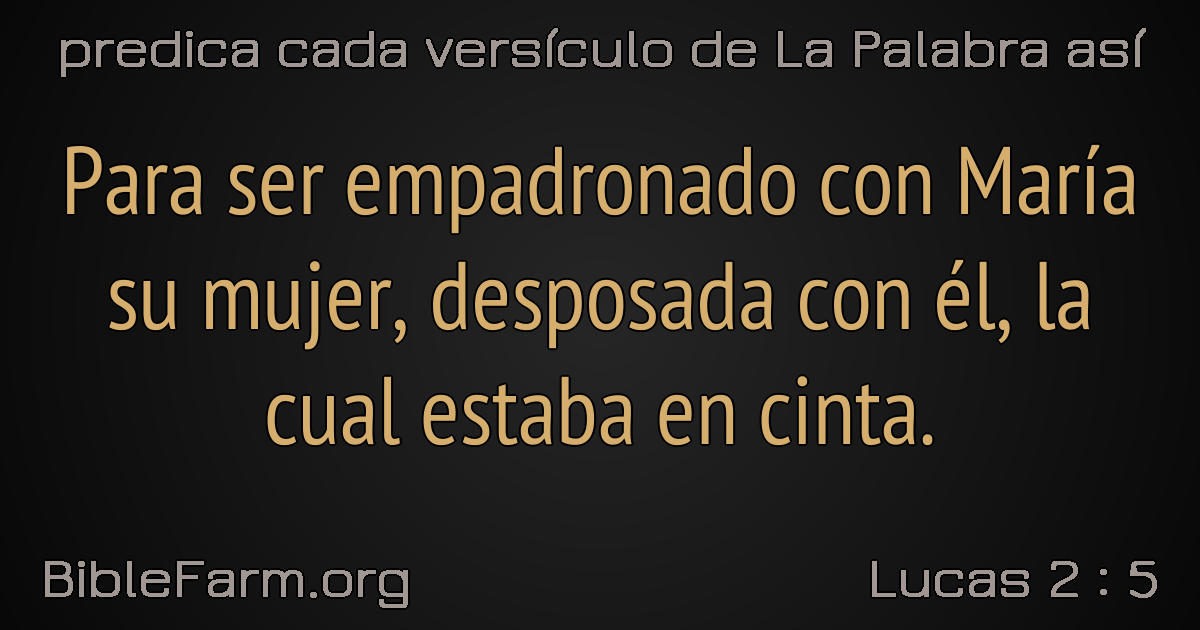 predica cada versículo de La Palabra así
Para ser empadronado con María
su mujer, desposada con él, la
cual estaba en cinta.
BibleFarm.org
Lucas 2 : 5